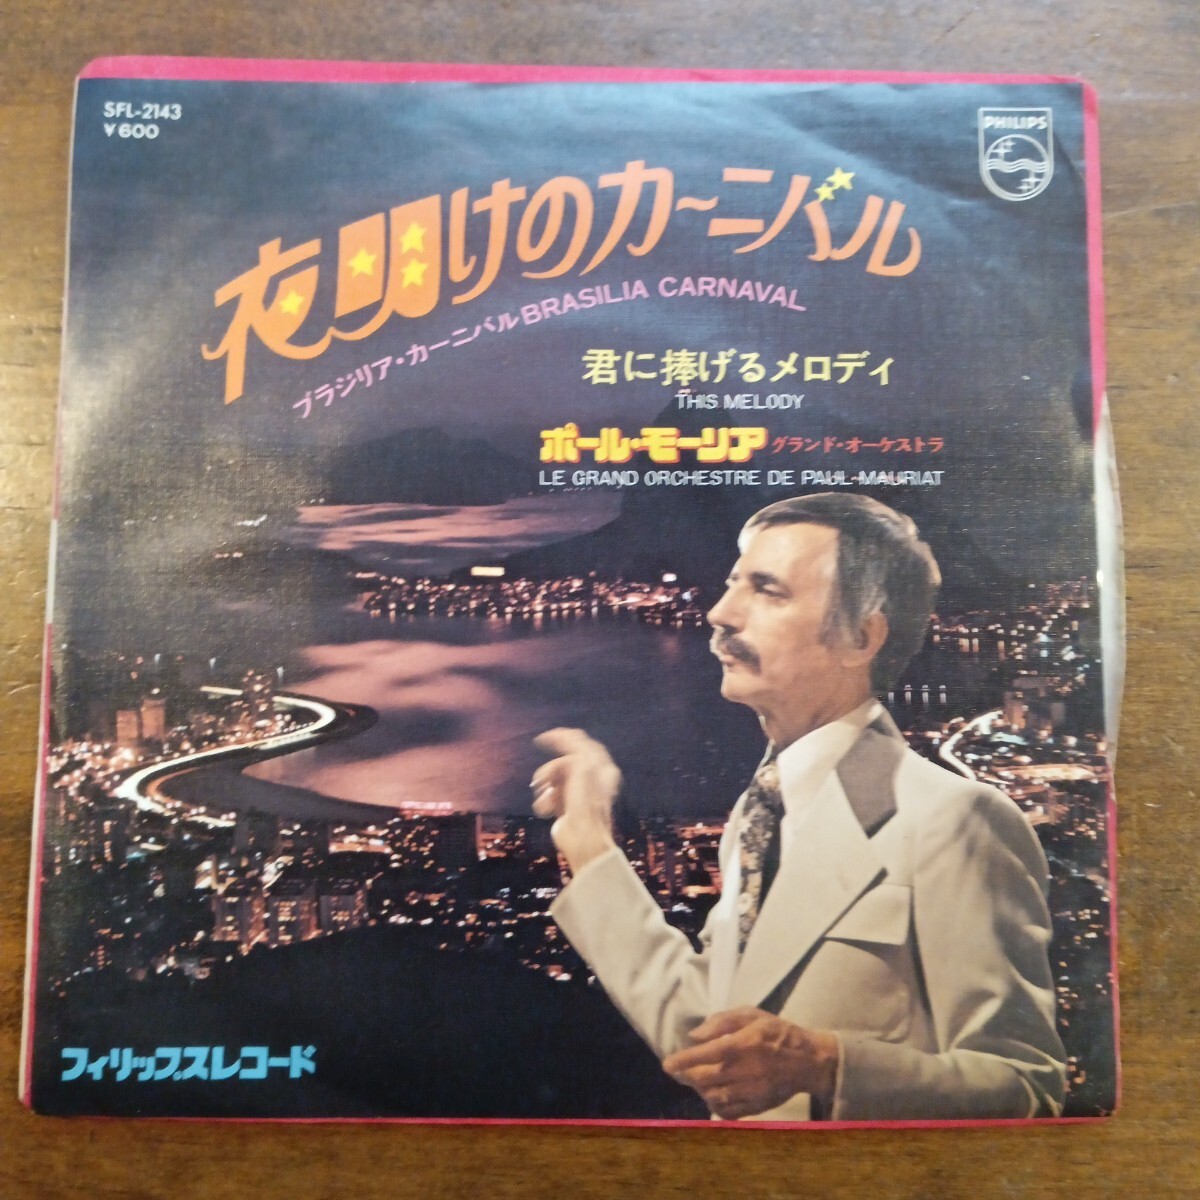 SFL-2143
¥600
PHILIPS
夜明けのカーニバル
ブラジリア・カーニバル BRASILIA CARNAVAL
君に捧げるメロディ
THIS MELODY
ポール・モーリア グランド・オーケストラ
LE GRAND ORCHESTRE DE PAUL MAURIAT
フィリップスレコード